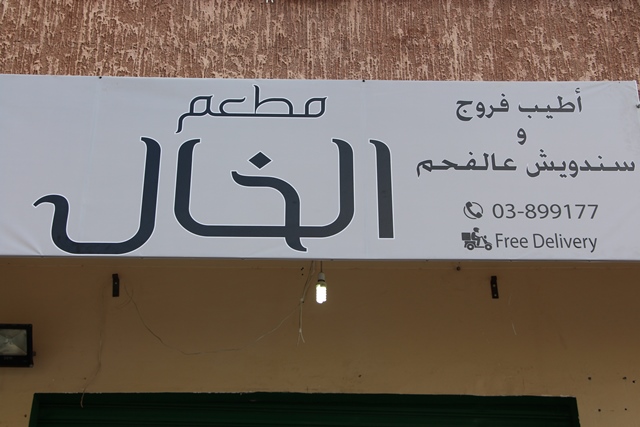 مطعم
الخال
أطيب فروج
و
سندويش عالفحم
03-899177
Free Delivery